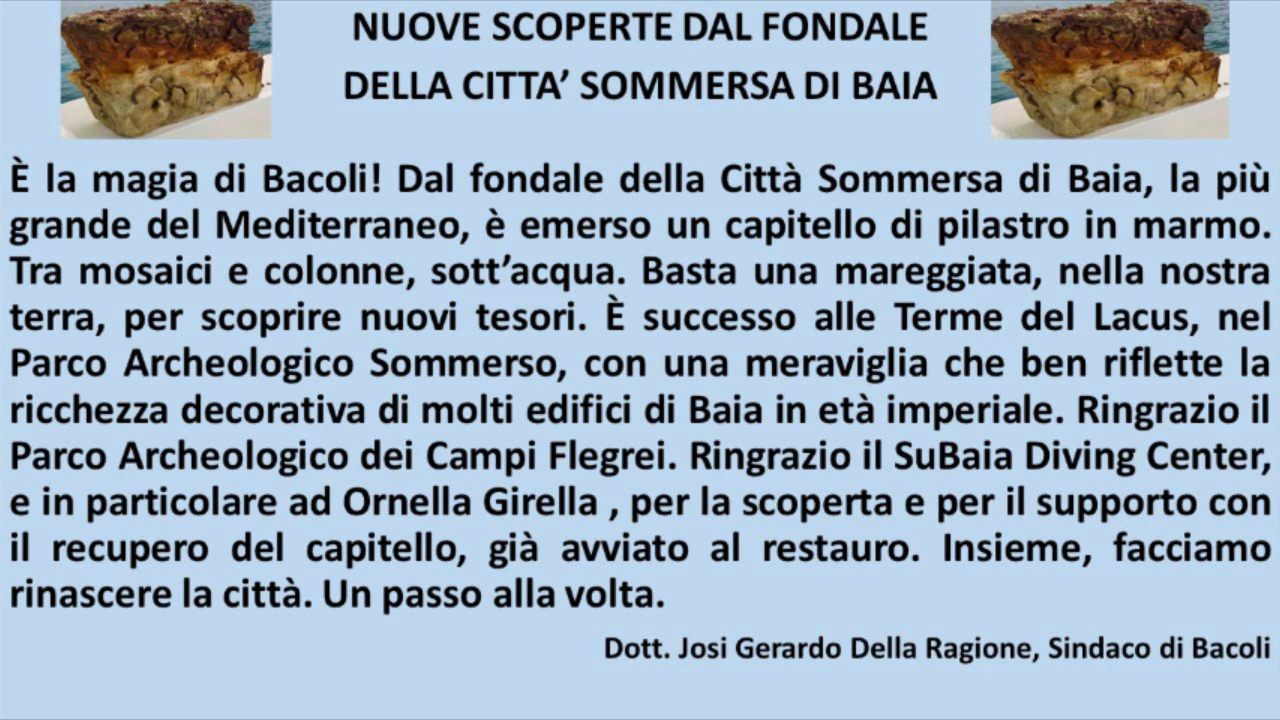 NUOVE SCOPERTE DAL FONDALE
DELLA CITTA’ SOMMERSA DI BAIA
È la magia di Bacoli! Dal fondale della Città Sommersa di Baia, la più
grande del Mediterraneo, è emerso un capitello di pilastro in marmo.
Tra mosaici e colonne, sott’acqua. Basta una mareggiata, nella nostra
terra, per scoprire nuovi tesori. È successo alle Terme del Lacus, nel
Parco Archeologico Sommerso, con una meraviglia che ben riflette la
ricchezza decorativa di molti edifici di Baia in età imperiale. Ringrazio il
Parco Archeologico dei Campi Flegrei. Ringrazio il SuBaia Diving Center,
e in particolare ad Ornella Girella , per la scoperta e per il supporto con
il recupero del capitello, già avviato al restauro. Insieme, facciamo
rinascere la città. Un passo alla volta.
Dott. Josi Gerardo Della Ragione, Sindaco di Bacoli